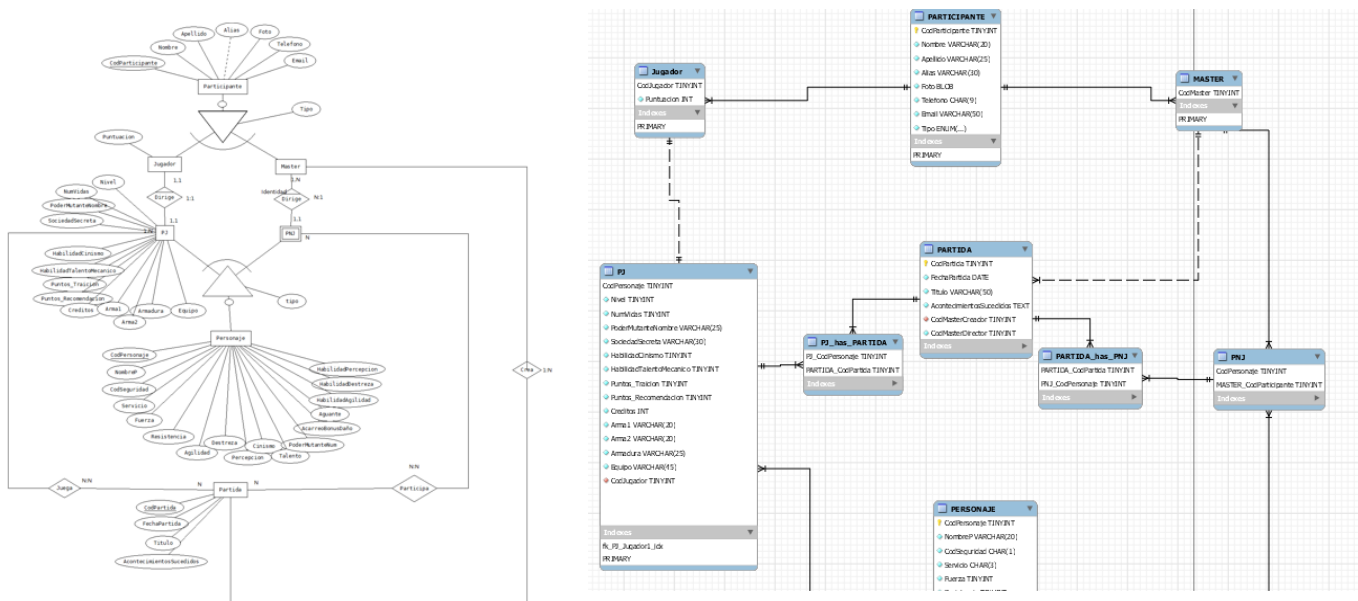 Alias
Apellido
Foto
Nombre
Telefono
CodParticipante
Email
Participante
Tipo
Puntuacion
Jugador
Master
1.1
1.N
Nivel
NumVidas
Identidad
Dirige
1:1
Dirige
N:1
PoderMutanteNombre
SociedadSecreta
1.1
1.1
1:N
PJ
PNJ
N
HabilidadCinismo
HabilidadTalentoMecanico
Puntos_Traicion
Puntos_Recomendacion
Creditos
Arma1
Armadura
Equipo
Arma2
tipo
Personaje
CodPersonaje
NombreP
CodSeguridad
Servicio
Fuerza
Resistencia
Agilidad
Destreza
Percepcion
Cinismo
Talento
PoderMutanteNum
AcarreoBonusDaño
Aguante
HabilidadAgilidad
HabilidadDestreza
HabilidadPercepcion
Crea
1:N
Juega
N:N
N
Partida
N
N:N
Participa
CodPartida
FechaPartida
Titulo
AcontecimientosSucedidos
PARTICIPANTE
CodParticipante TINYINT
Nombre VARCHAR(20)
Apellido VARCHAR(25)
Alias VARCHAR(30)
Foto BLOB
Telefono CHAR(9)
Email VARCHAR(50)
Tipo ENUM(...)
Indexes
PRIMARY
Jugador
CodJugador TINYINT
Puntuacion INT
Indexes
PRIMARY
MASTER
CodMaster TINYINT
Indexes
PRIMARY
PJ
CodPersonaje TINYINT
Nivel TINYINT
NumVidas TINYINT
PoderMutanteNombre VARCHAR(25)
SociedadSecreta VARCHAR(30)
HabilidadCinismo TINYINT
HabilidadTalentoMecanico TINYINT
Puntos_Traicion TINYINT
Puntos_Recomendacion TINYINT
Creditos INT
Arma1 VARCHAR(20)
Arma2 VARCHAR(20)
Armadura VARCHAR(25)
Equipo VARCHAR(45)
CodJugador TINYINT
Indexes
fk_PJ_Jugador1_idx
PRIMARY
PARTIDA
CodPartida TINYINT
FechaPartida DATE
Titulo VARCHAR(50)
AcontecimientosSucedidos TEXT
CodMasterCreador TINYINT
CodMasterDirector TINYINT
Indexes
PJ_has_PARTIDA
PJ_CodPersonaje TINYINT
PARTIDA_CodPartida TINYINT
Indexes
PARTIDA_has_PNJ
PARTIDA_CodPartida TINYINT
PNJ_CodPersonaje TINYINT
Indexes
PNJ
CodPersonaje TINYINT
MASTER_CodParticipante TINYINT
Indexes
PERSONAJE
CodPersonaje TINYINT
NombreP VARCHAR(20)
CodSeguridad CHAR(1)
Servicio CHAR(3)
Fuerza TINYINT